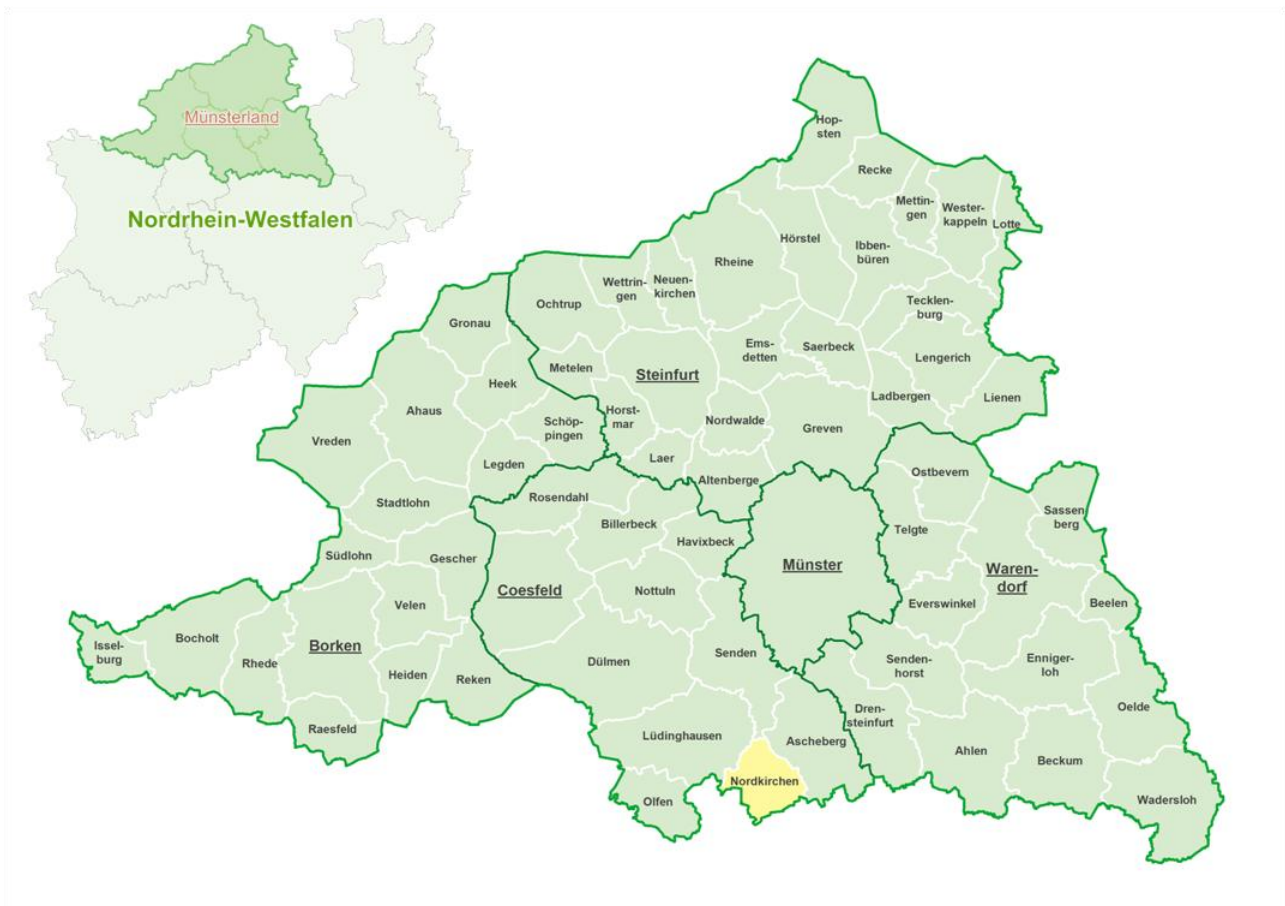 Münsterland
Nordrhein-Westfalen
Hop-
sten
Recke
Mettin-
gen
Wester-
kappeln
Lotte
Hörstel
Ibben-
büren
Rheine
Neuen-
kirchen
Wettrin-
gen
Ochtrup
Tecklen-
burg
Gronau
Ems-
detten
Saerbeck
Lengerich
Metelen
Steinfurt
Heek
Ladbergen
Lienen
Ahaus
Horst-
mar
Nordwalde
Greven
Schöp-
pingen
Vreden
Laer
Legden
Altenberge
Ostbevern
Rosendahl
Stadtlohn
Billerbeck
Sassen
berg
Telgte
Havixbeck
Südlohn
Gescher
Münster
Waren-
dorf
Coesfeld
Nottuln
Velen
Everswinkel
Beelen
Bocholt
Issel-
burg
Borken
Rhede
Senden
Dülmen
Senden-
horst
Enniger-
loh
Heiden
Reken
Oelde
Drен-
steinfurt
Raesfeld
Lüdinghausen
Ascheberg
Ahlen
Beckum
Nordkirchen
Olfen
Wadersloh